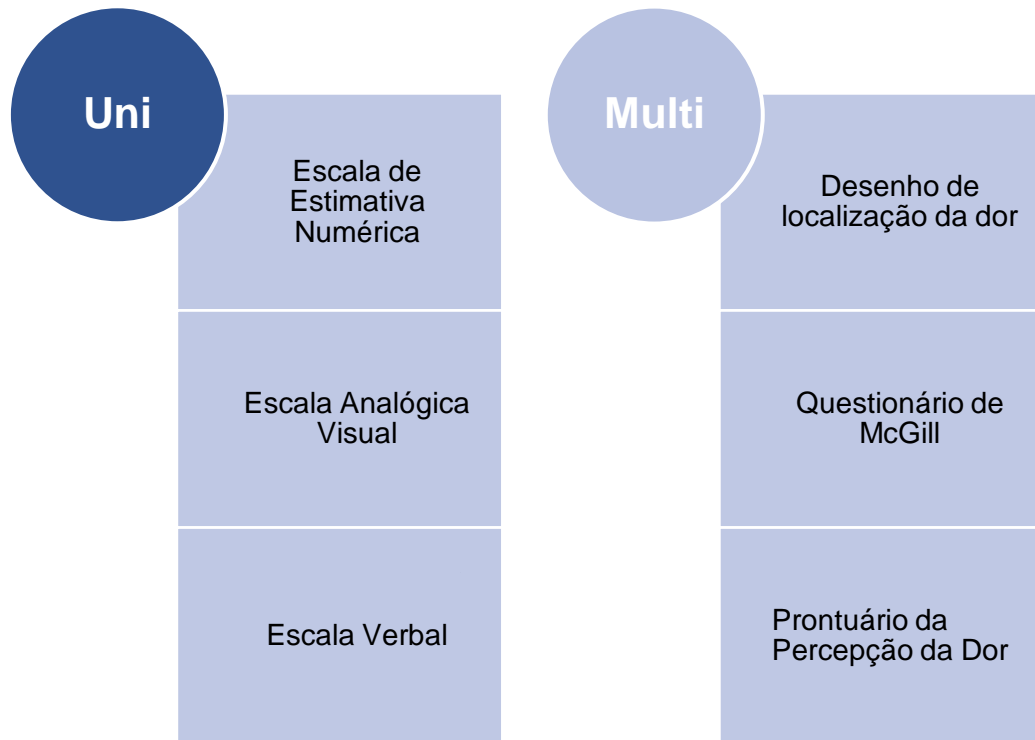 Uni
Escala de
Estimativa
Numérica
Escala Analógica
Visual
Escala Verbal
Multi
Desenho de
localização da dor
Questionário de
McGill
Prontuário da
Percepção da Dor